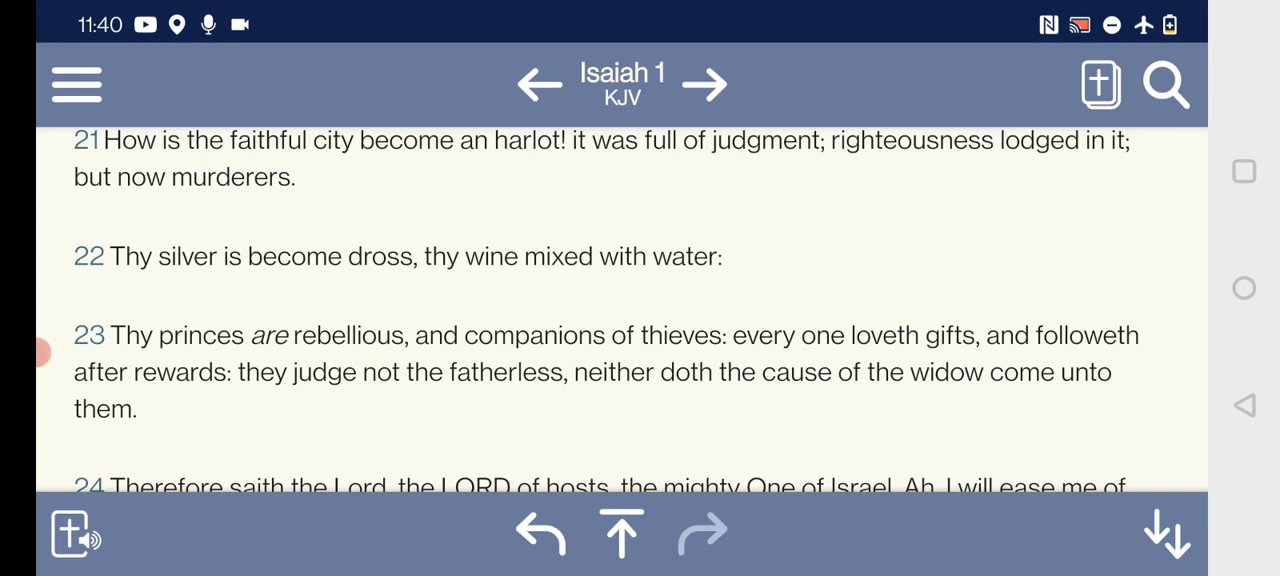 11:40
Isaiah 1
KJV
21 How is the faithful city become an harlot! it was full of judgment; righteousness lodged in it;
but now murderers.
22 Thy silver is become dross, thy wine mixed with water:
23 Thy princes are rebellious, and companions of thieves: every one loveth gifts, and followeth
after rewards: they judge not the fatherless, neither doth the cause of the widow come unto
them.
24 Therefore saith the Lord, the LORD of hosts, the mighty One of Israel, Ah, I will ease me of